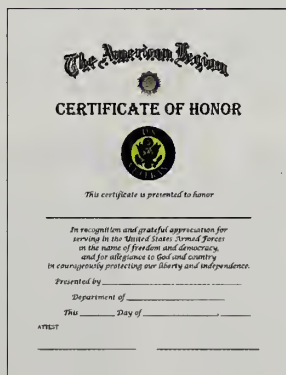 The American Legion
CERTIFICATE OF HONOR
U.S.
VETERAN
This certificate is presented to honor
In recognition and grateful appreciation for
serving in the United States Armed Forces
in the name of freedom and democracy,
and for allegiance to God and country
in courageously protecting our liberty and independence.
Presented by
Department of
This Day of ,
ATTEST